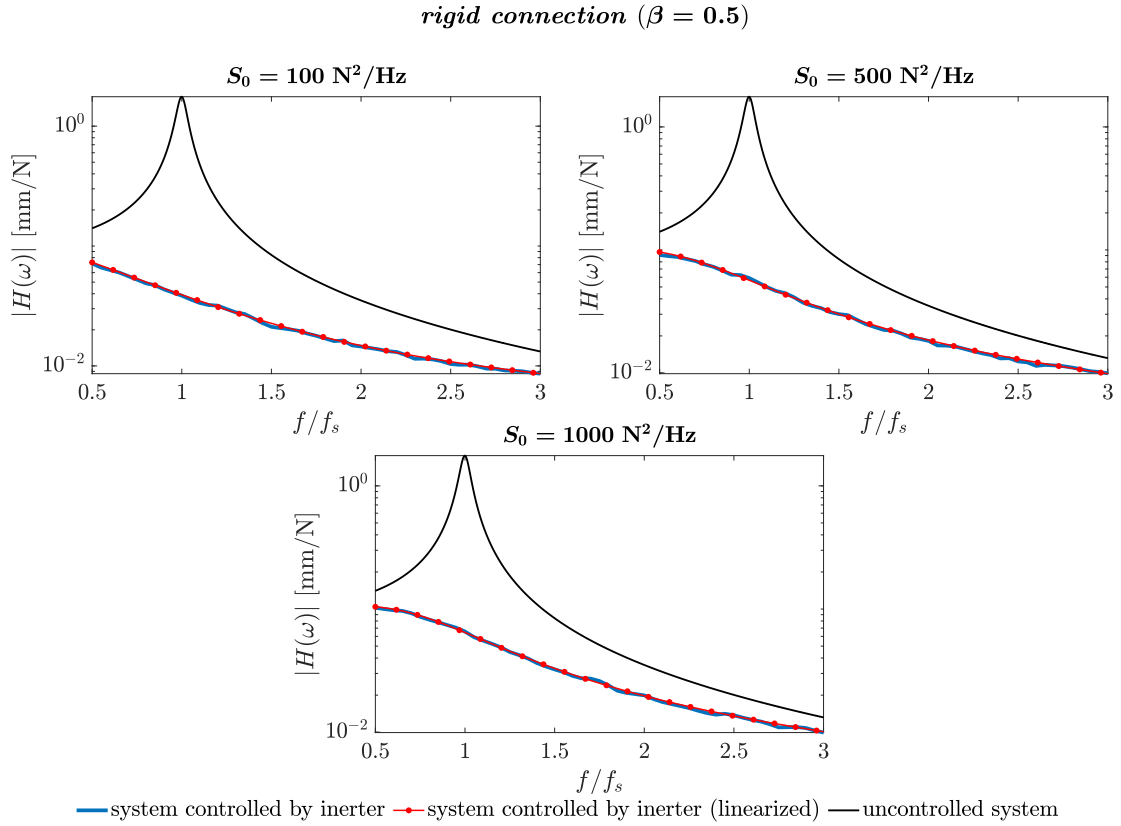 rigid connection (β = 0.5)
S₀ = 100 N²/Hz
|H(ω)| [mm/N]
10⁰
10⁻²
0.5 1 1.5 2 2.5 3
f/fₛ
S₀ = 500 N²/Hz
|H(ω)| [mm/N]
10⁰
10⁻²
0.5 1 1.5 2 2.5 3
f/fₛ
S₀ = 1000 N²/Hz
|H(ω)| [mm/N]
10⁰
10⁻²
0.5 1 1.5 2 2.5 3
f/fₛ
system controlled by inerter system controlled by inerter (linearized) uncontrolled system